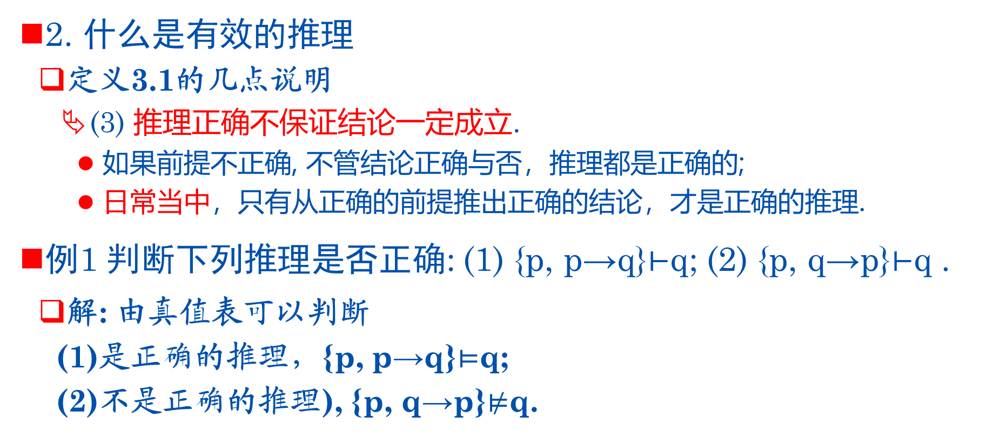 2. 什么是有效的推理
定义3.1的几点说明
(3) 推理正确不保证结论一定成立.
如果前提不正确, 不管结论正确与否，推理都是正确的;
日常当中，只有从正确的前提推出正确的结论，才是正确的推理.
例1 判断下列推理是否正确: (1) {p, p→q}⊢q; (2) {p, q→p}⊢q .
解: 由真值表可以判断
(1)是正确的推理，{p, p→q}⊨q;
(2)不是正确的推理), {p, q→p}⊭q.